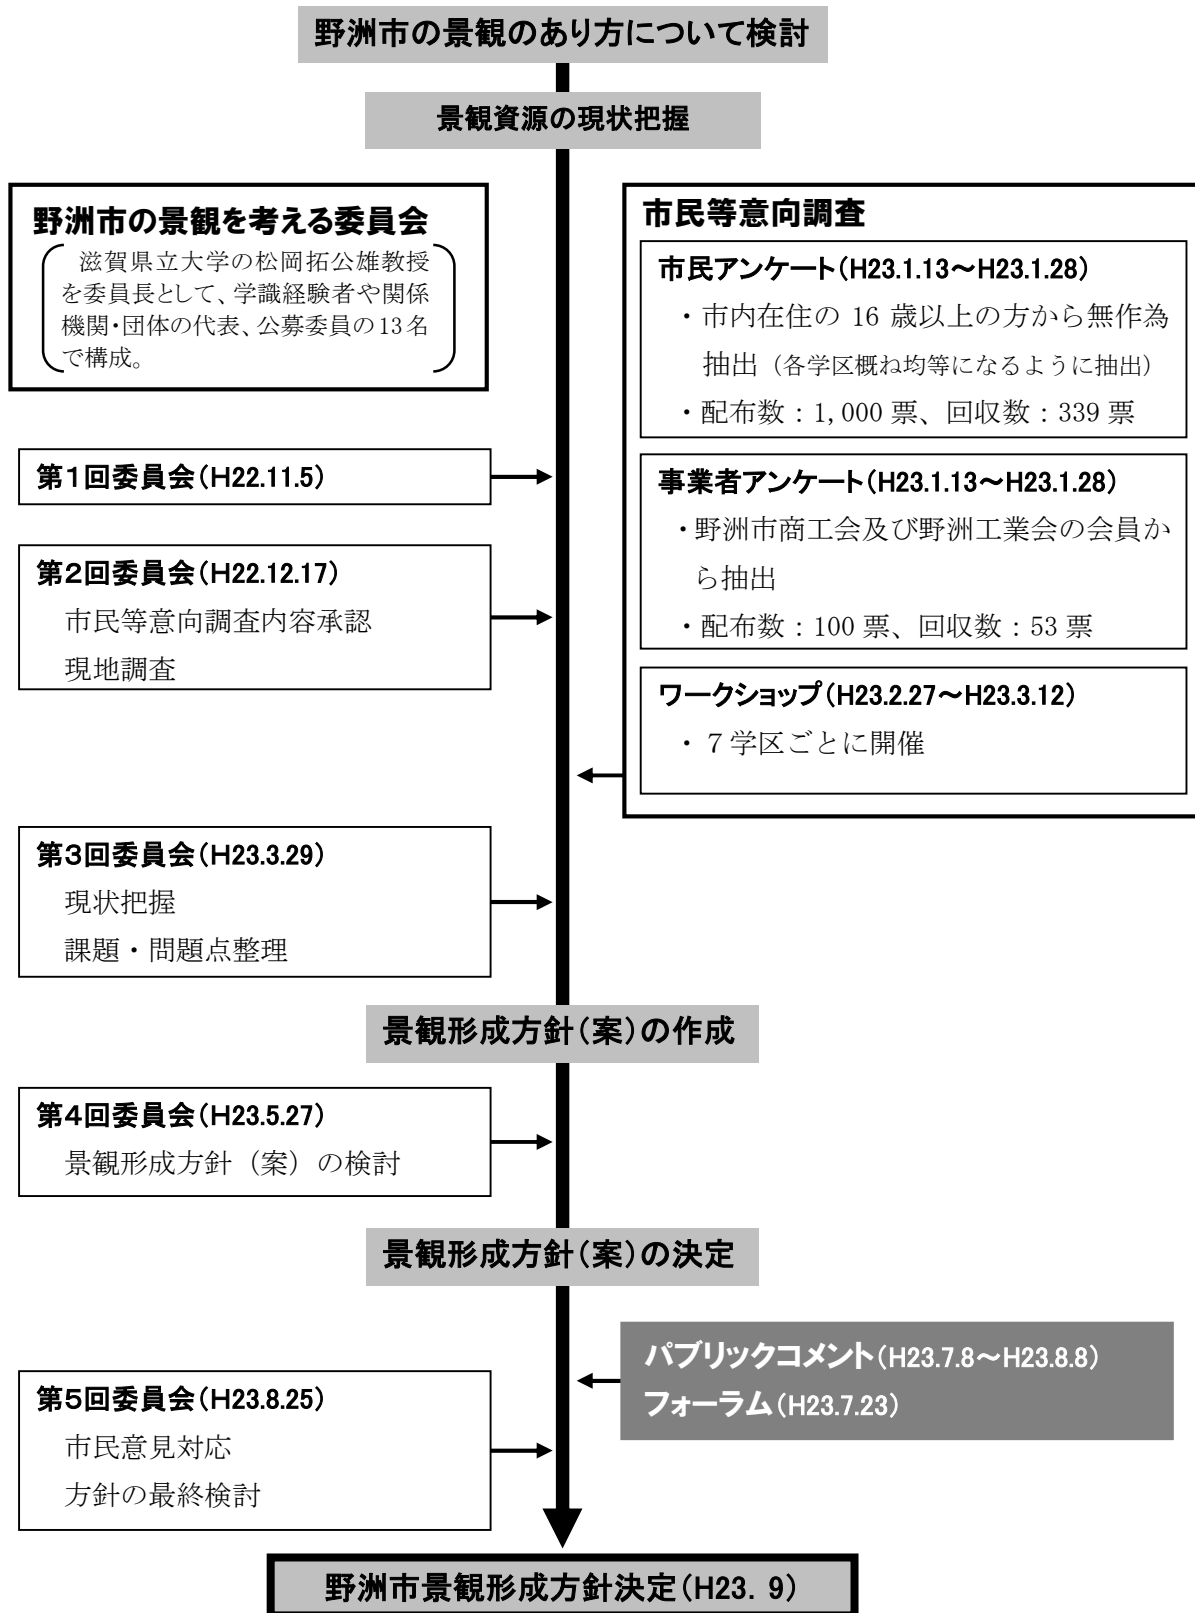 野洲市の景観のあり方について検討
景観資源の現状把握
野洲市の景観を考える委員会
滋賀県立大学の松岡拓公雄教授
を委員長として、学識経験者や関係
機関・団体の代表、公募委員の13名
で構成。
市民等意向調査
市民アンケート(H23.1.13～H23.1.28)
・市内在住の 16 歳以上の方から無作為
抽出（各学区概ね均等になるように抽出）
・配布数：1,000 票、回収数：339 票
事業者アンケート(H23.1.13～H23.1.28)
・野洲市商工会及び野洲工業会の会員か
ら抽出
・配布数：100 票、回収数：53 票
ワークショップ(H23.2.27～H23.3.12)
・７学区ごとに開催
第1回委員会(H22.11.5)
第2回委員会(H22.12.17)
市民等意向調査内容承認
現地調査
第3回委員会(H23.3.29)
現状把握
課題・問題点整理
景観形成方針(案)の作成
第4回委員会(H23.5.27)
景観形成方針（案）の検討
景観形成方針(案)の決定
パブリックコメント(H23.7.8～H23.8.8)
フォーラム(H23.7.23)
第5回委員会(H23.8.25)
市民意見対応
方針の最終検討
野洲市景観形成方針決定(H23. 9)